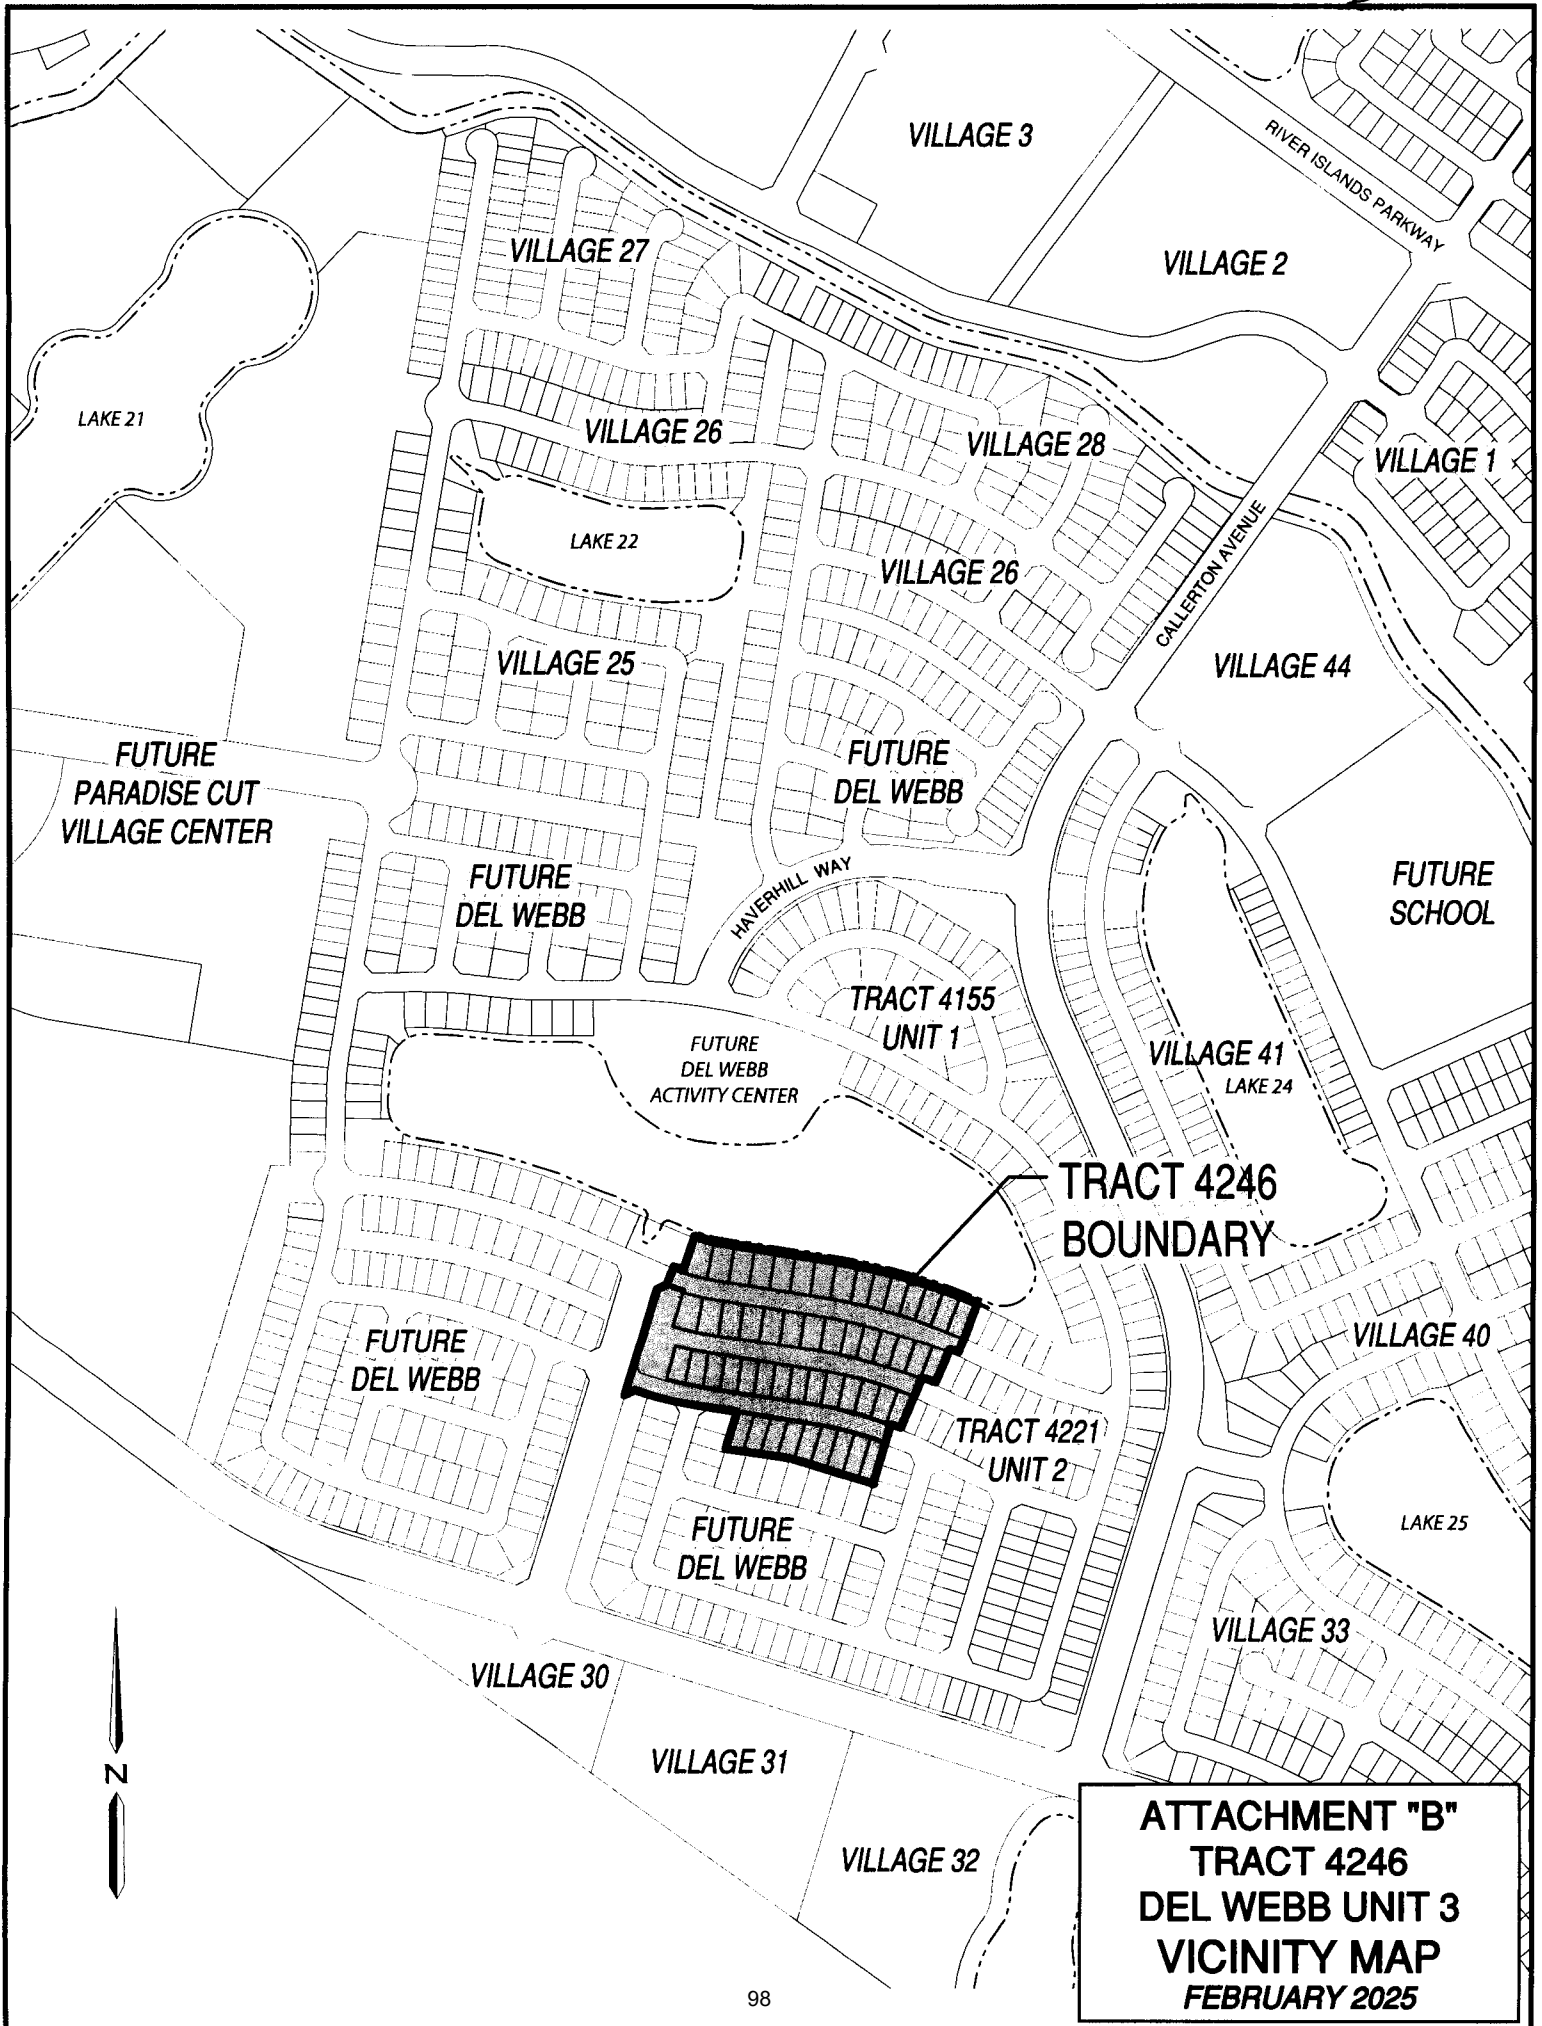 VILLAGE 3
RIVER ISLANDS PARKWAY
VILLAGE 27
VILLAGE 2
LAKE 21
VILLAGE 26
VILLAGE 28
VILLAGE 1
LAKE 22
VILLAGE 26
CALLERTON AVENUE
VILLAGE 25
VILLAGE 44
FUTURE
PARADISE CUT
VILLAGE CENTER
FUTURE
DEL WEBB
FUTURE
DEL WEBB
HAVERHILL WAY
FUTURE
SCHOOL
TRACT 4155
UNIT 1
FUTURE
DEL WEBB
ACTIVITY CENTER
VILLAGE 41
LAKE 24
TRACT 4246
BOUNDARY
FUTURE
DEL WEBB
VILLAGE 40
TRACT 4221
UNIT 2
FUTURE
DEL WEBB
LAKE 25
VILLAGE 33
VILLAGE 30
VILLAGE 31
VILLAGE 32
N
ATTACHMENT "B"
TRACT 4246
DEL WEBB UNIT 3
VICINITY MAP
FEBRUARY 2025
98